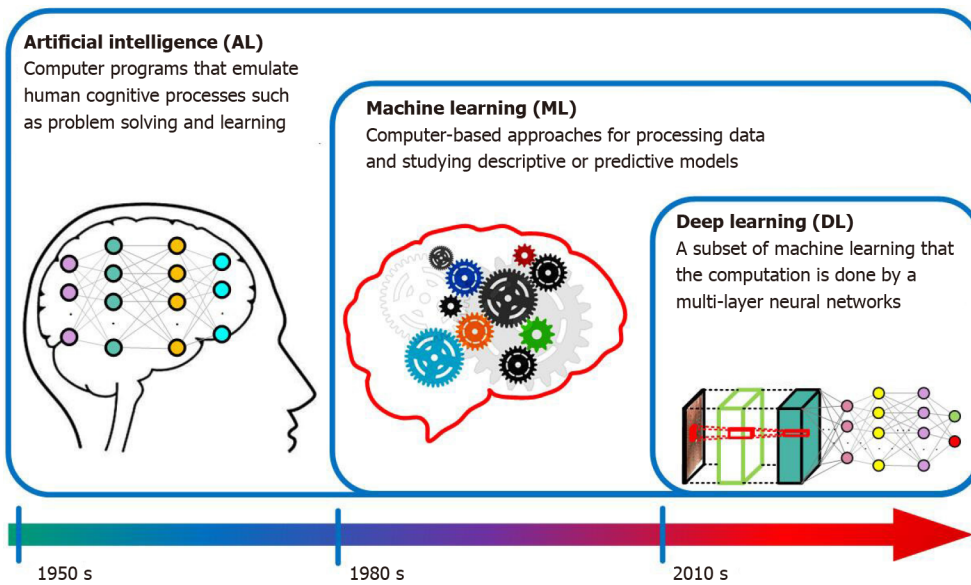 Artificial intelligence (AL)
Computer programs that emulate
human cognitive processes such
as problem solving and learning
Machine learning (ML)
Computer-based approaches for processing data
and studying descriptive or predictive models
Deep learning (DL)
A subset of machine learning that
the computation is done by a
multi-layer neural networks
1950 s
1980 s
2010 s